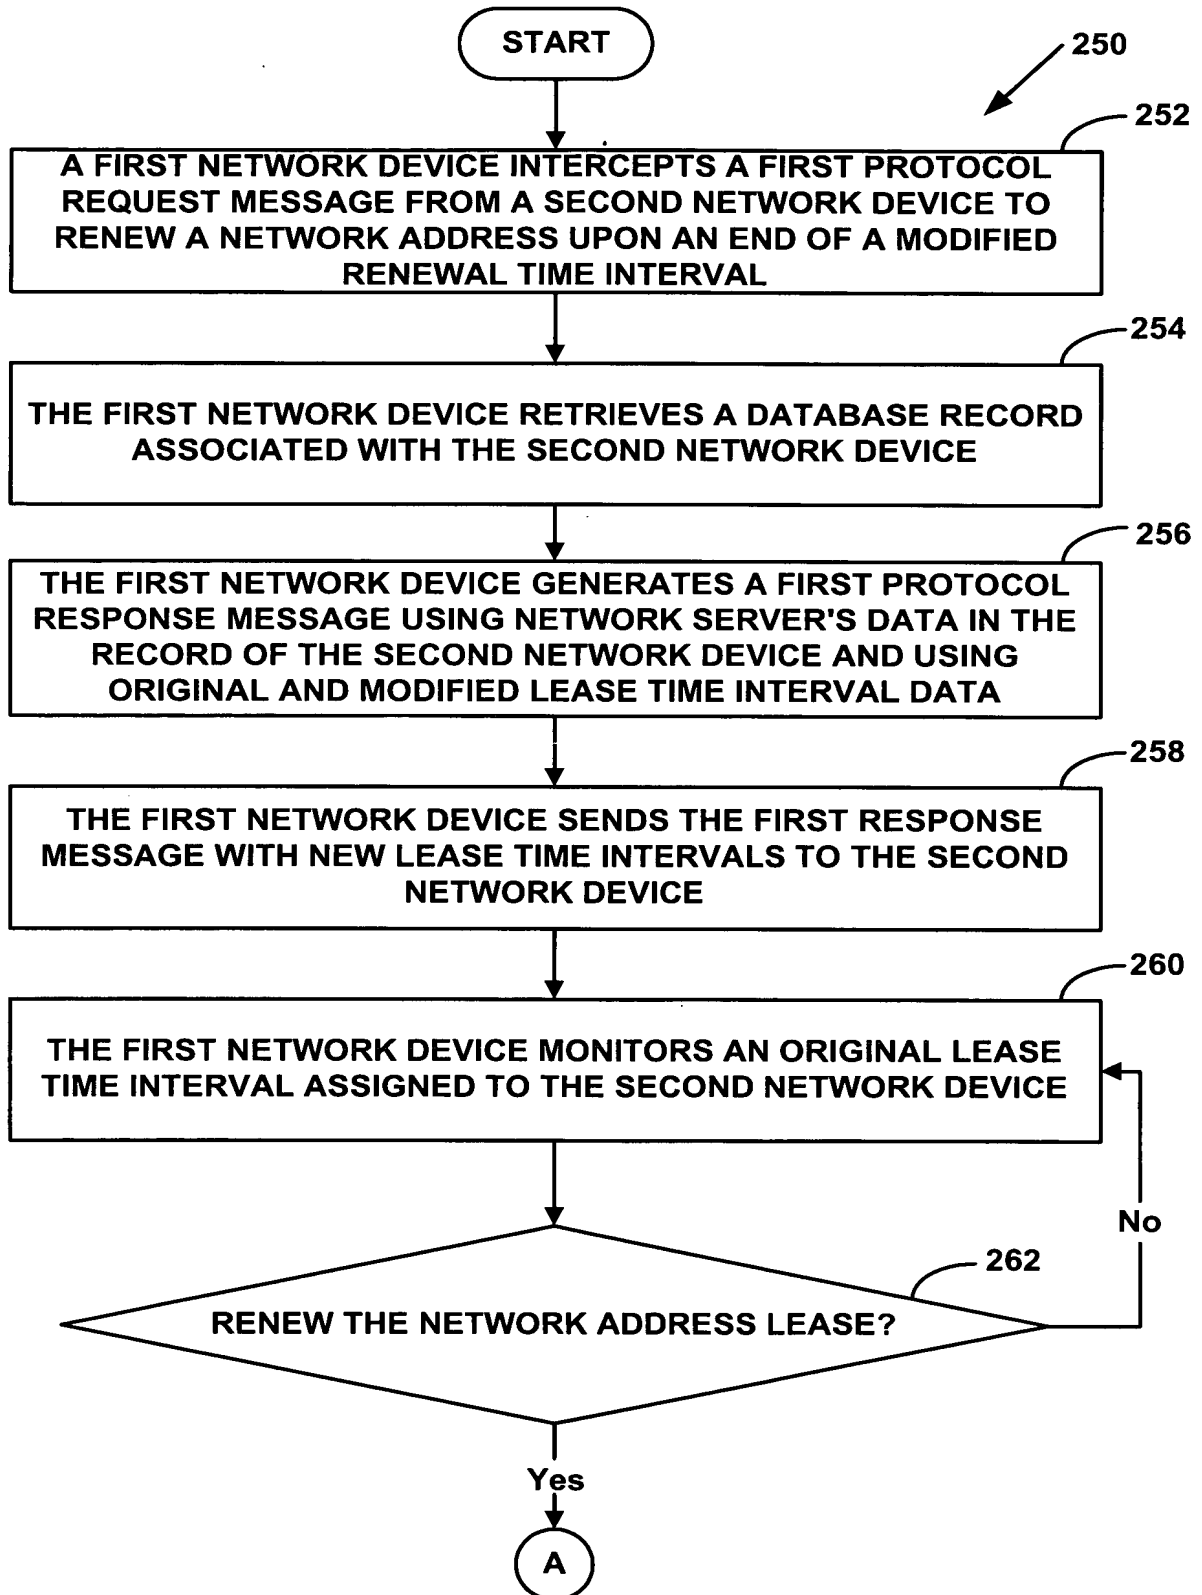 START
250
252
A FIRST NETWORK DEVICE INTERCEPTS A FIRST PROTOCOL
REQUEST MESSAGE FROM A SECOND NETWORK DEVICE TO
RENEW A NETWORK ADDRESS UPON AN END OF A MODIFIED
RENEWAL TIME INTERVAL
254
THE FIRST NETWORK DEVICE RETRIEVES A DATABASE RECORD
ASSOCIATED WITH THE SECOND NETWORK DEVICE
256
THE FIRST NETWORK DEVICE GENERATES A FIRST PROTOCOL
RESPONSE MESSAGE USING NETWORK SERVER'S DATA IN THE
RECORD OF THE SECOND NETWORK DEVICE AND USING
ORIGINAL AND MODIFIED LEASE TIME INTERVAL DATA
258
THE FIRST NETWORK DEVICE SENDS THE FIRST RESPONSE
MESSAGE WITH NEW LEASE TIME INTERVALS TO THE SECOND
NETWORK DEVICE
260
THE FIRST NETWORK DEVICE MONITORS AN ORIGINAL LEASE
TIME INTERVAL ASSIGNED TO THE SECOND NETWORK DEVICE
No
262
RENEW THE NETWORK ADDRESS LEASE?
Yes
A